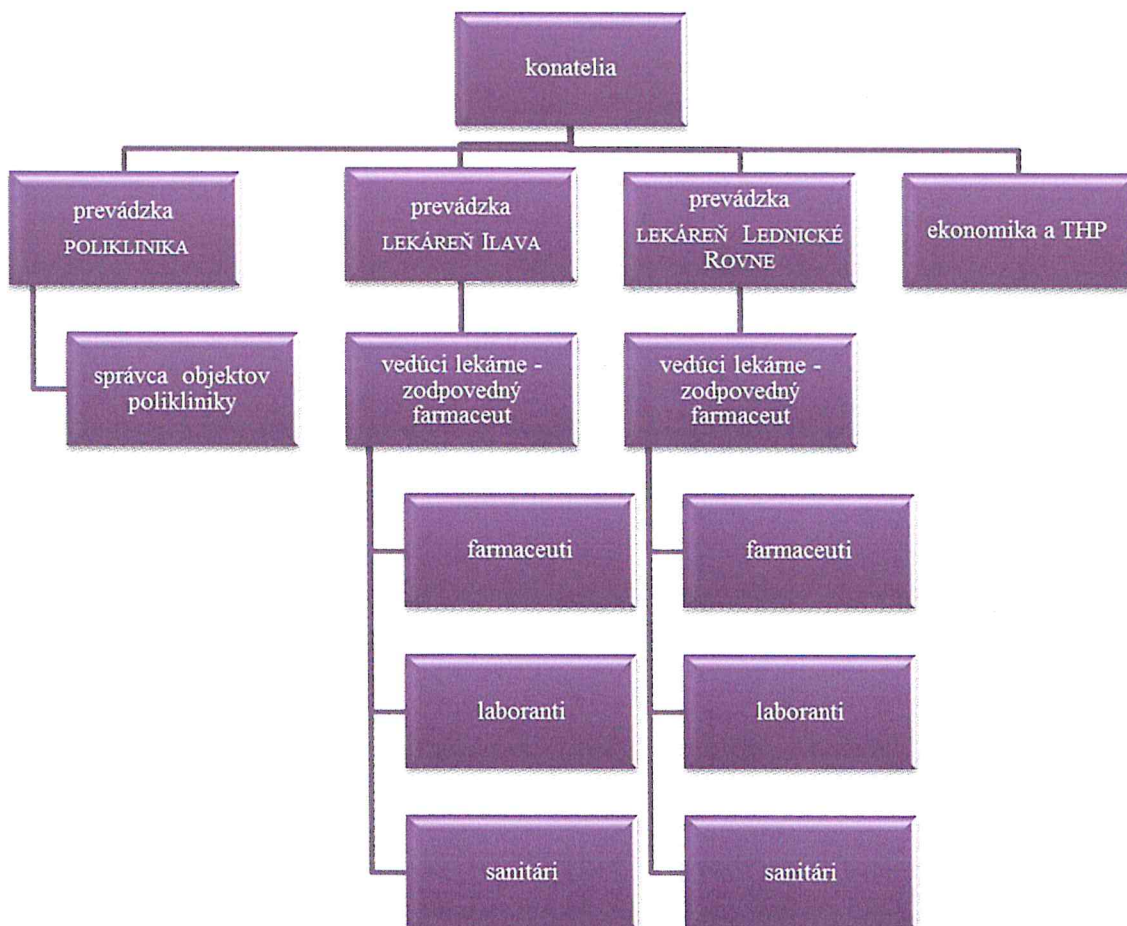 konatelia
prevádzka
POLIKLINIKA
prevádzka
LEKÁREŇ ILAVA
prevádzka
LEKÁREŇ LEDNICKÉ
ROVNE
ekonomika a THP
správca objektov
polikliniky
vedúci lekárne -
zodpovedný
farmaceut
vedúci lekárne -
zodpovedný
farmaceut
farmaceuti
farmaceuti
laboranti
laboranti
sanitári
sanitári